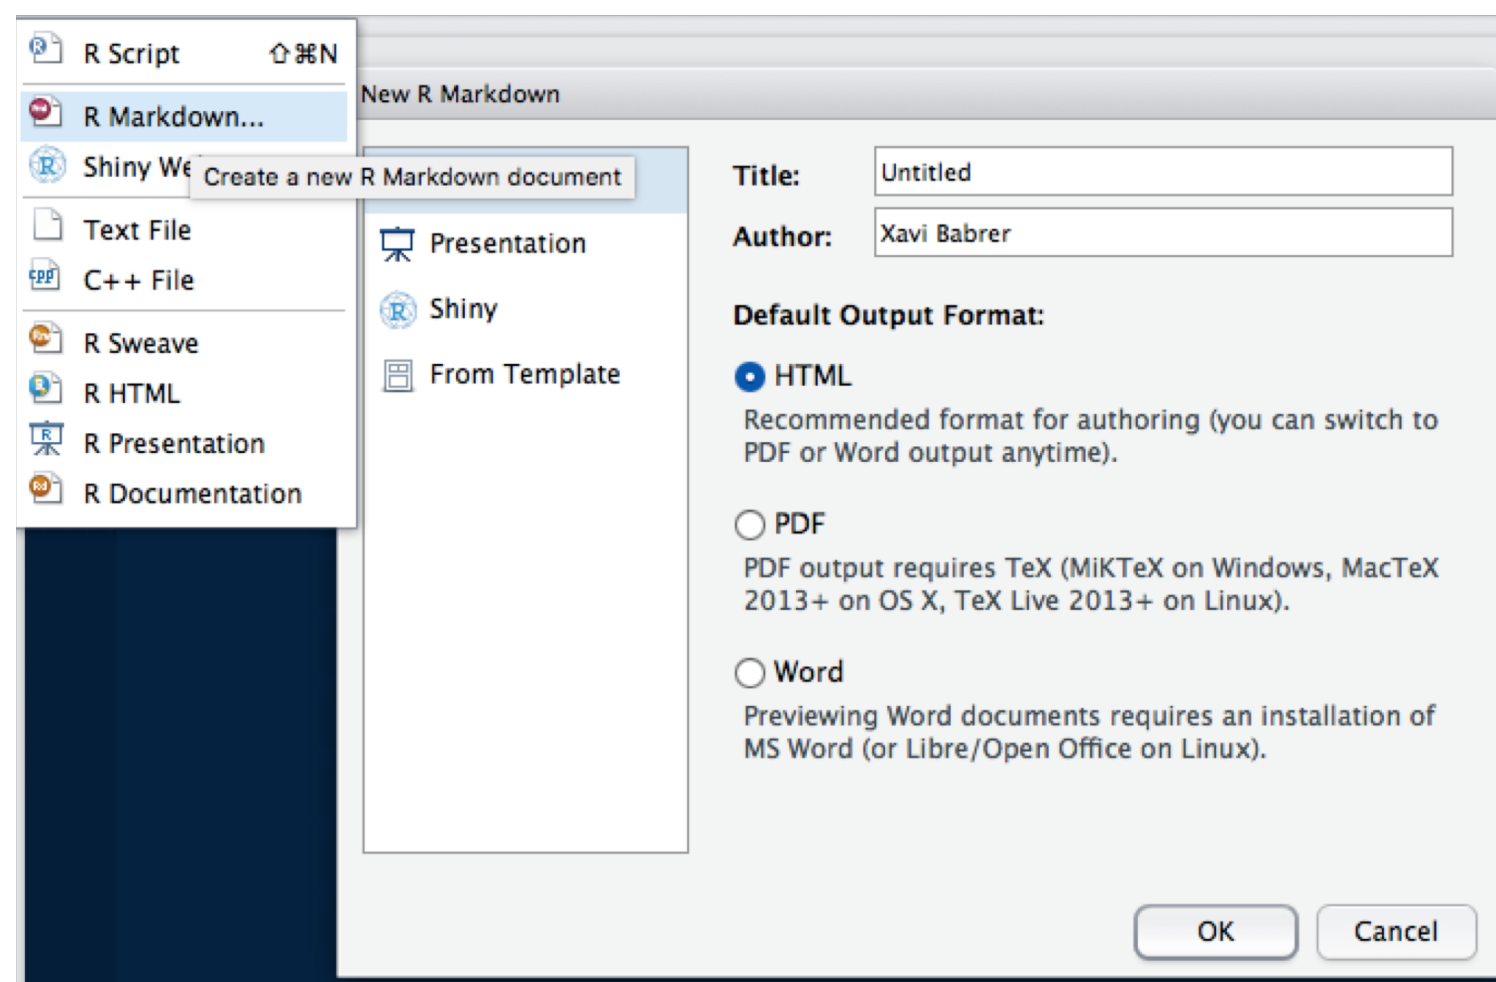 R Script ⇧⌘N
R Markdown...
Shiny We
Create a new R Markdown document
Text File
C++ File
R Sweave
R HTML
R Presentation
R Documentation
New R Markdown
Presentation
Shiny
From Template
Title: Untitled
Author: Xavi Babrer
Default Output Format:
HTML
Recommended format for authoring (you can switch to
PDF or Word output anytime).
PDF
PDF output requires TeX (MiKTeX on Windows, MacTeX
2013+ on OS X, TeX Live 2013+ on Linux).
Word
Previewing Word documents requires an installation of
MS Word (or Libre/Open Office on Linux).
OK Cancel